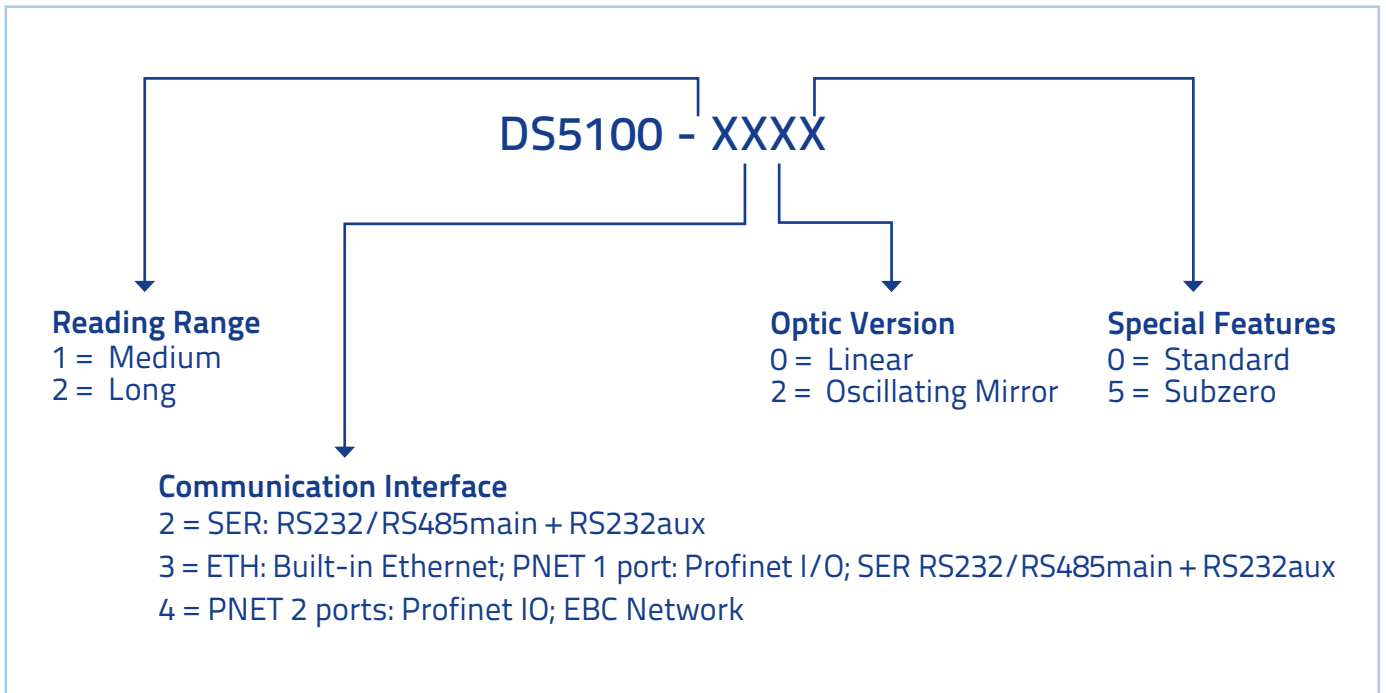 DS5100 - XXXX
Reading Range
1 = Medium
2 = Long
Optic Version
0 = Linear
2 = Oscillating Mirror
Special Features
0 = Standard
5 = Subzero
Communication Interface
2 = SER: RS232/RS485main + RS232aux
3 = ETH: Built-in Ethernet; PNET 1 port: Profinet I/O; SER RS232/RS485main + RS232aux
4 = PNET 2 ports: Profinet IO; EBC Network